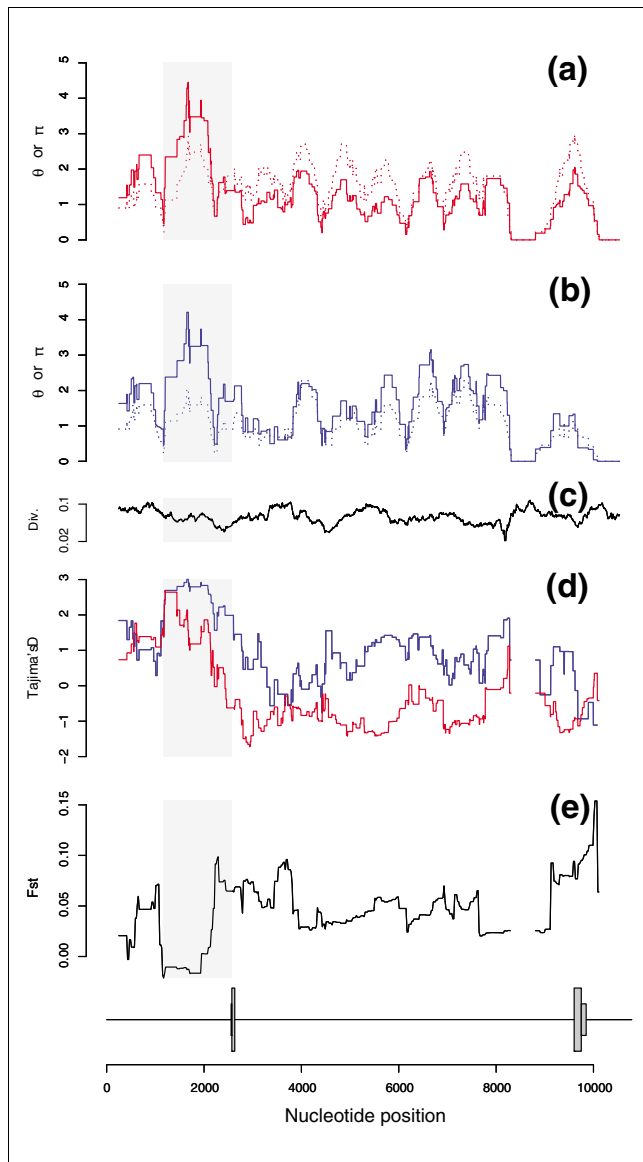 (a)
5
4
3
2
1
0
θ or π
(b)
5
4
3
2
1
0
θ or π
(c)
0.1
0.02
Div.
(d)
3
2
1
0
−1
−2
Tajima'sD
(e)
0.15
0.10
0.05
0.00
Fst
0 2000 4000 6000 8000 10000
Nucleotide position